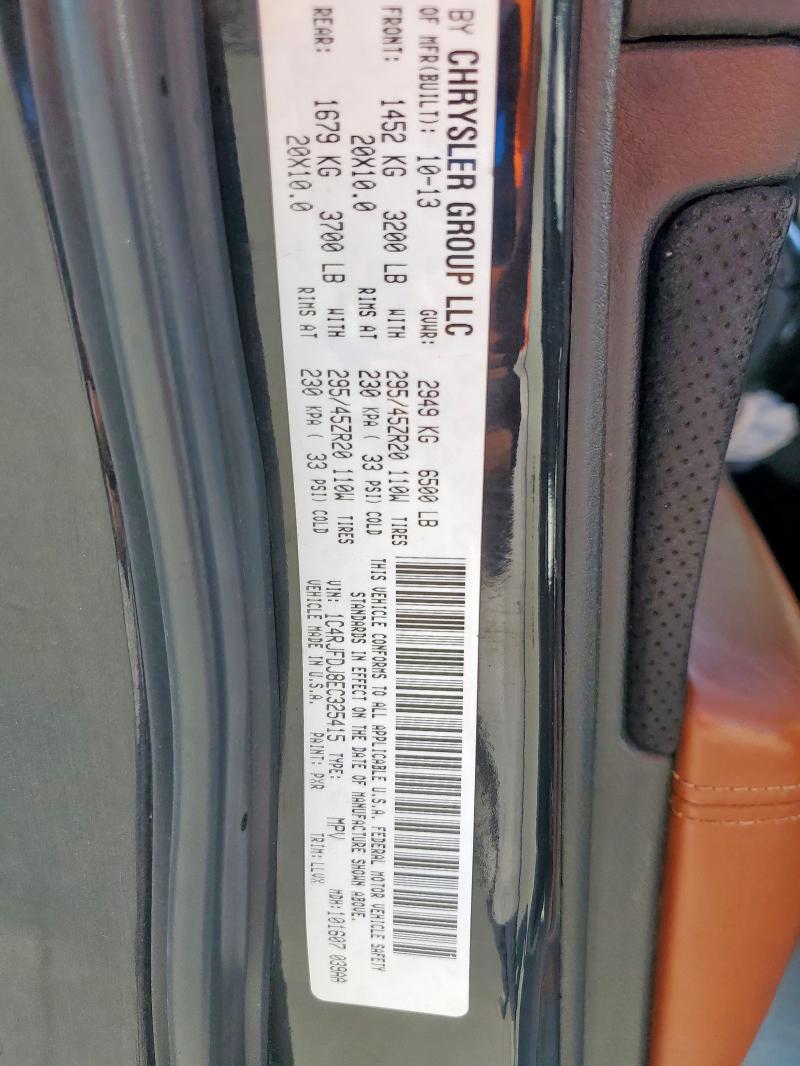 BY CHRYSLER GROUP LLC
OF MFR(BUILT): 10-13 GVWR: 2949 KG 6500 LB
FRONT: 1452 KG 3200 LB WITH 295/45ZR20 110W TIRES
20X10.0 RIMS AT 230 KPA ( 33 PSI) COLD
REAR: 1679 KG 3700 LB WITH 295/45ZR20 110W TIRES
20X10.0 RIMS AT 230 KPA ( 33 PSI) COLD
THIS VEHICLE CONFORMS TO ALL APPLICABLE U.S.A. FEDERAL MOTOR VEHICLE SAFETY
STANDARDS IN EFFECT ON THE DATE OF MANUFACTURE SHOWN ABOVE.
VIN: 1C4RJFDJ8EC325415 TYPE: MPV MDH:101607 039AA
VEHICLE MADE IN U.S.A. PAINT: PXR TRIM:LLVX